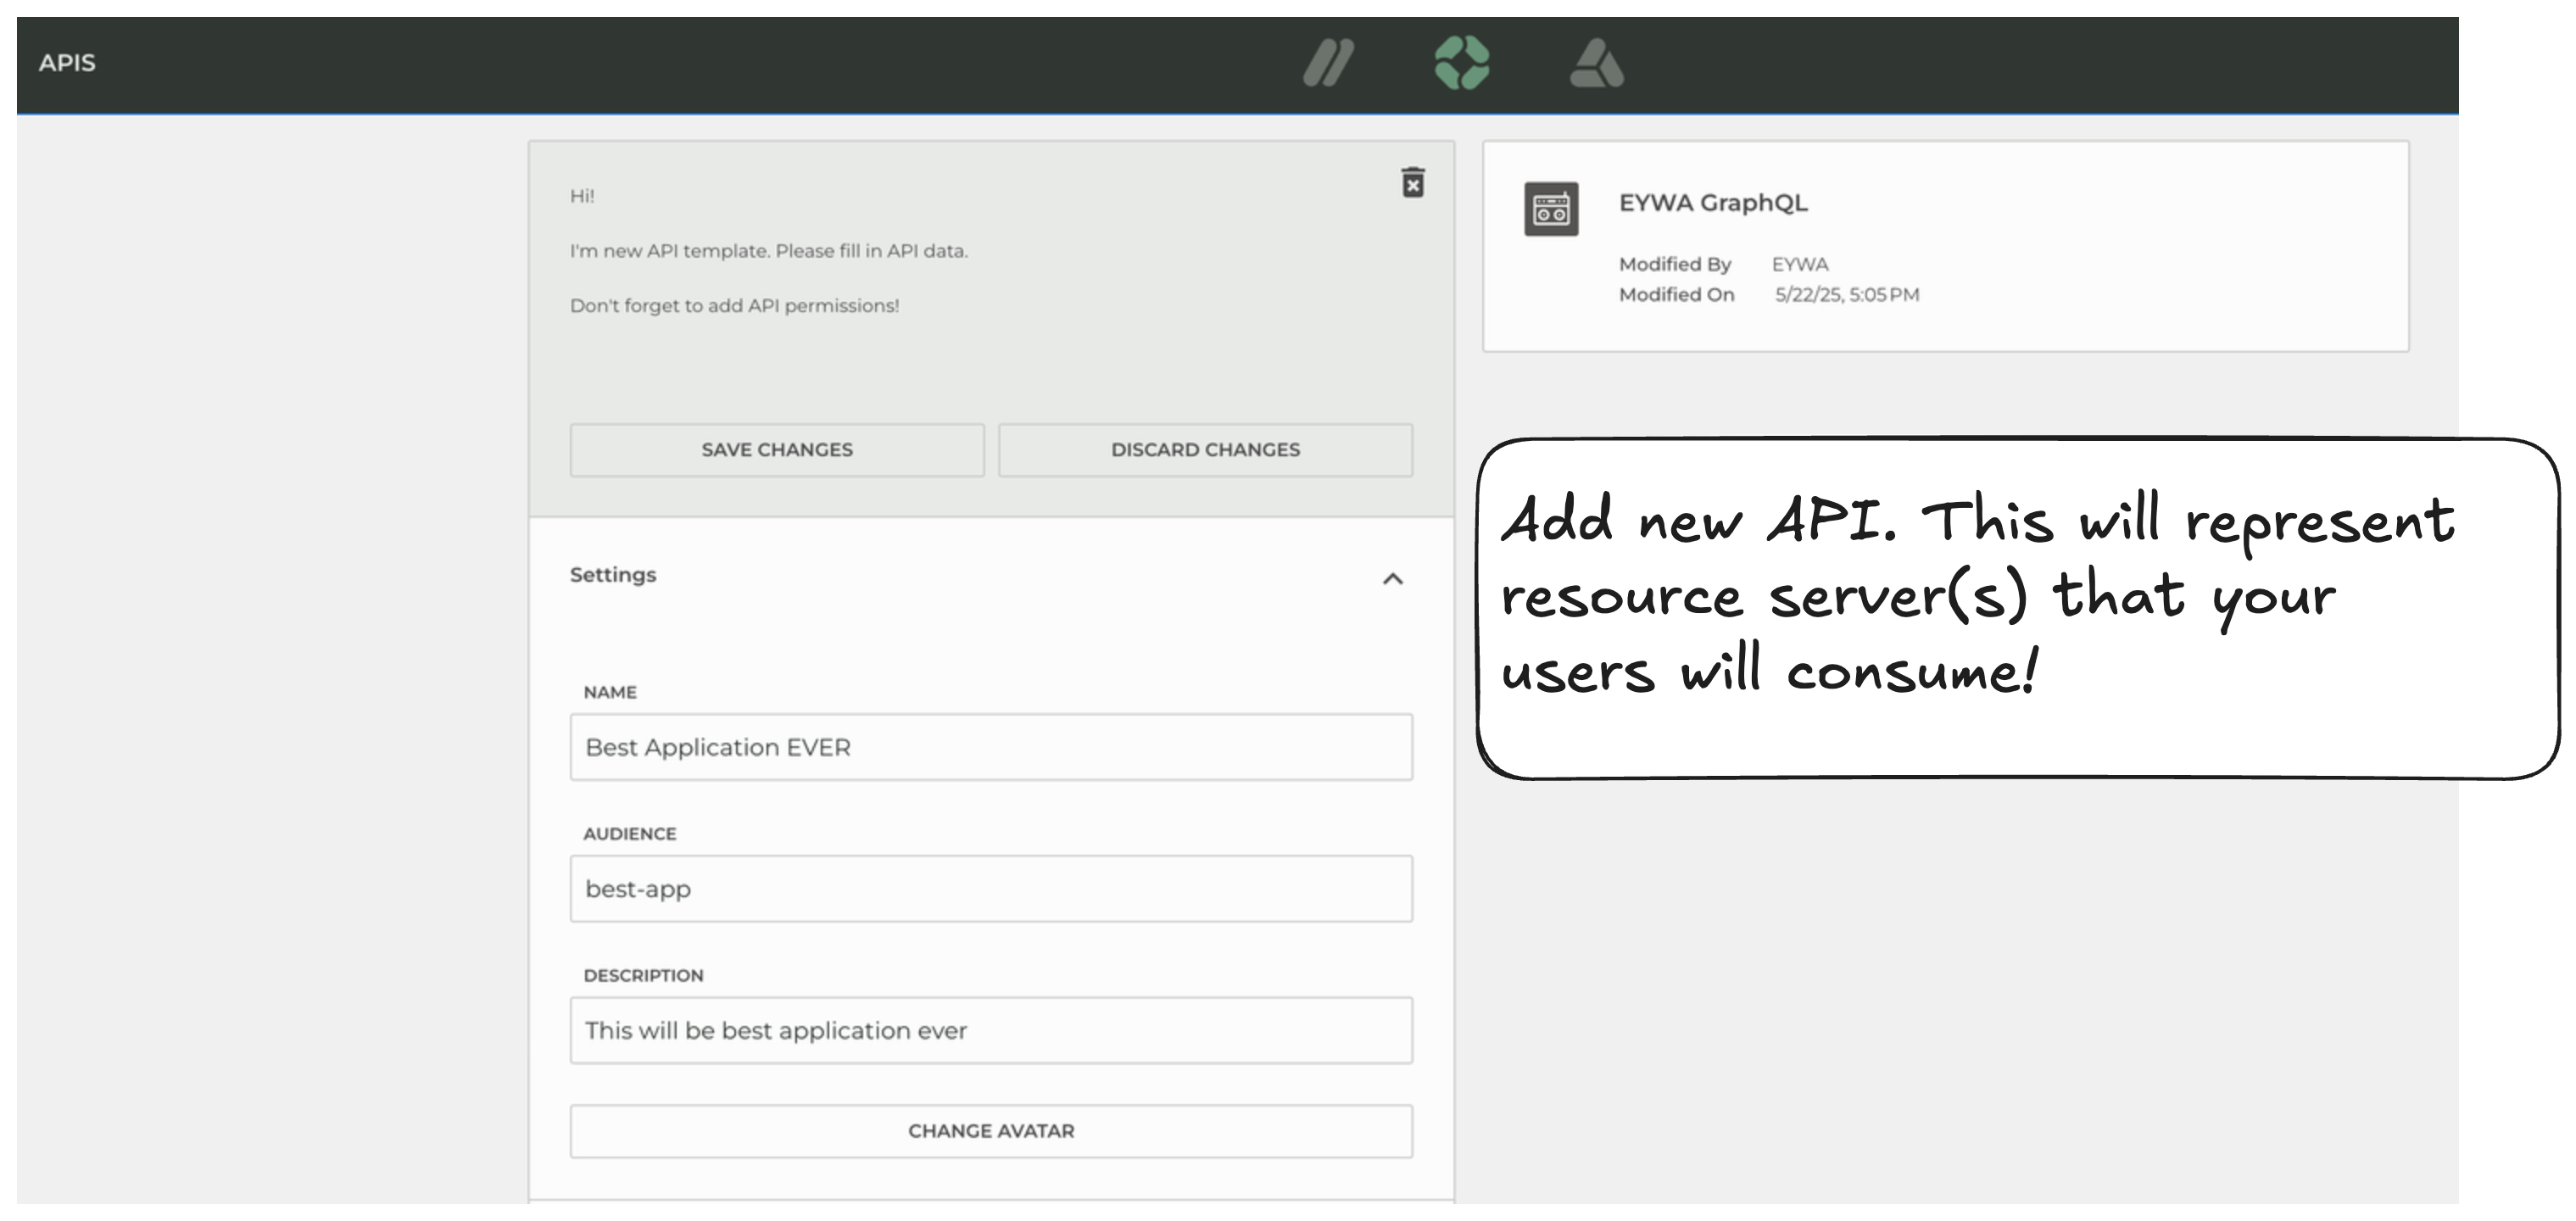 APIS
Hi!
I'm new API template. Please fill in API data.
Don't forget to add API permissions!
SAVE CHANGES
DISCARD CHANGES
Settings
NAME
Best Application EVER
AUDIENCE
best-app
DESCRIPTION
This will be best application ever
CHANGE AVATAR
EYWA GraphQL
Modified By EYWA
Modified On 5/22/25, 5:05 PM
Add new API. This will represent
resource server(s) that your
users will consume!